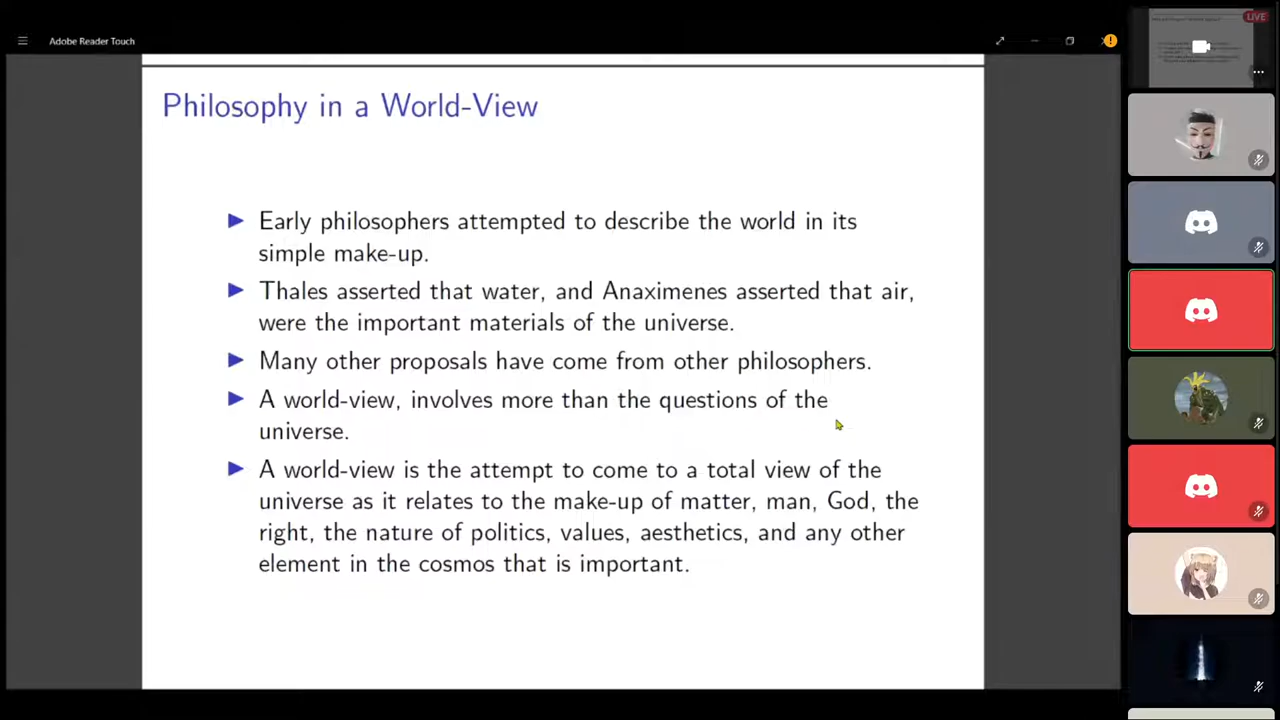 Adobe Reader Touch
LIVE
Philosophy in a World-View
Early philosophers attempted to describe the world in its
simple make-up.
Thales asserted that water, and Anaximenes asserted that air,
were the important materials of the universe.
Many other proposals have come from other philosophers.
A world-view, involves more than the questions of the
universe.
A world-view is the attempt to come to a total view of the
universe as it relates to the make-up of matter, man, God, the
right, the nature of politics, values, aesthetics, and any other
element in the cosmos that is important.